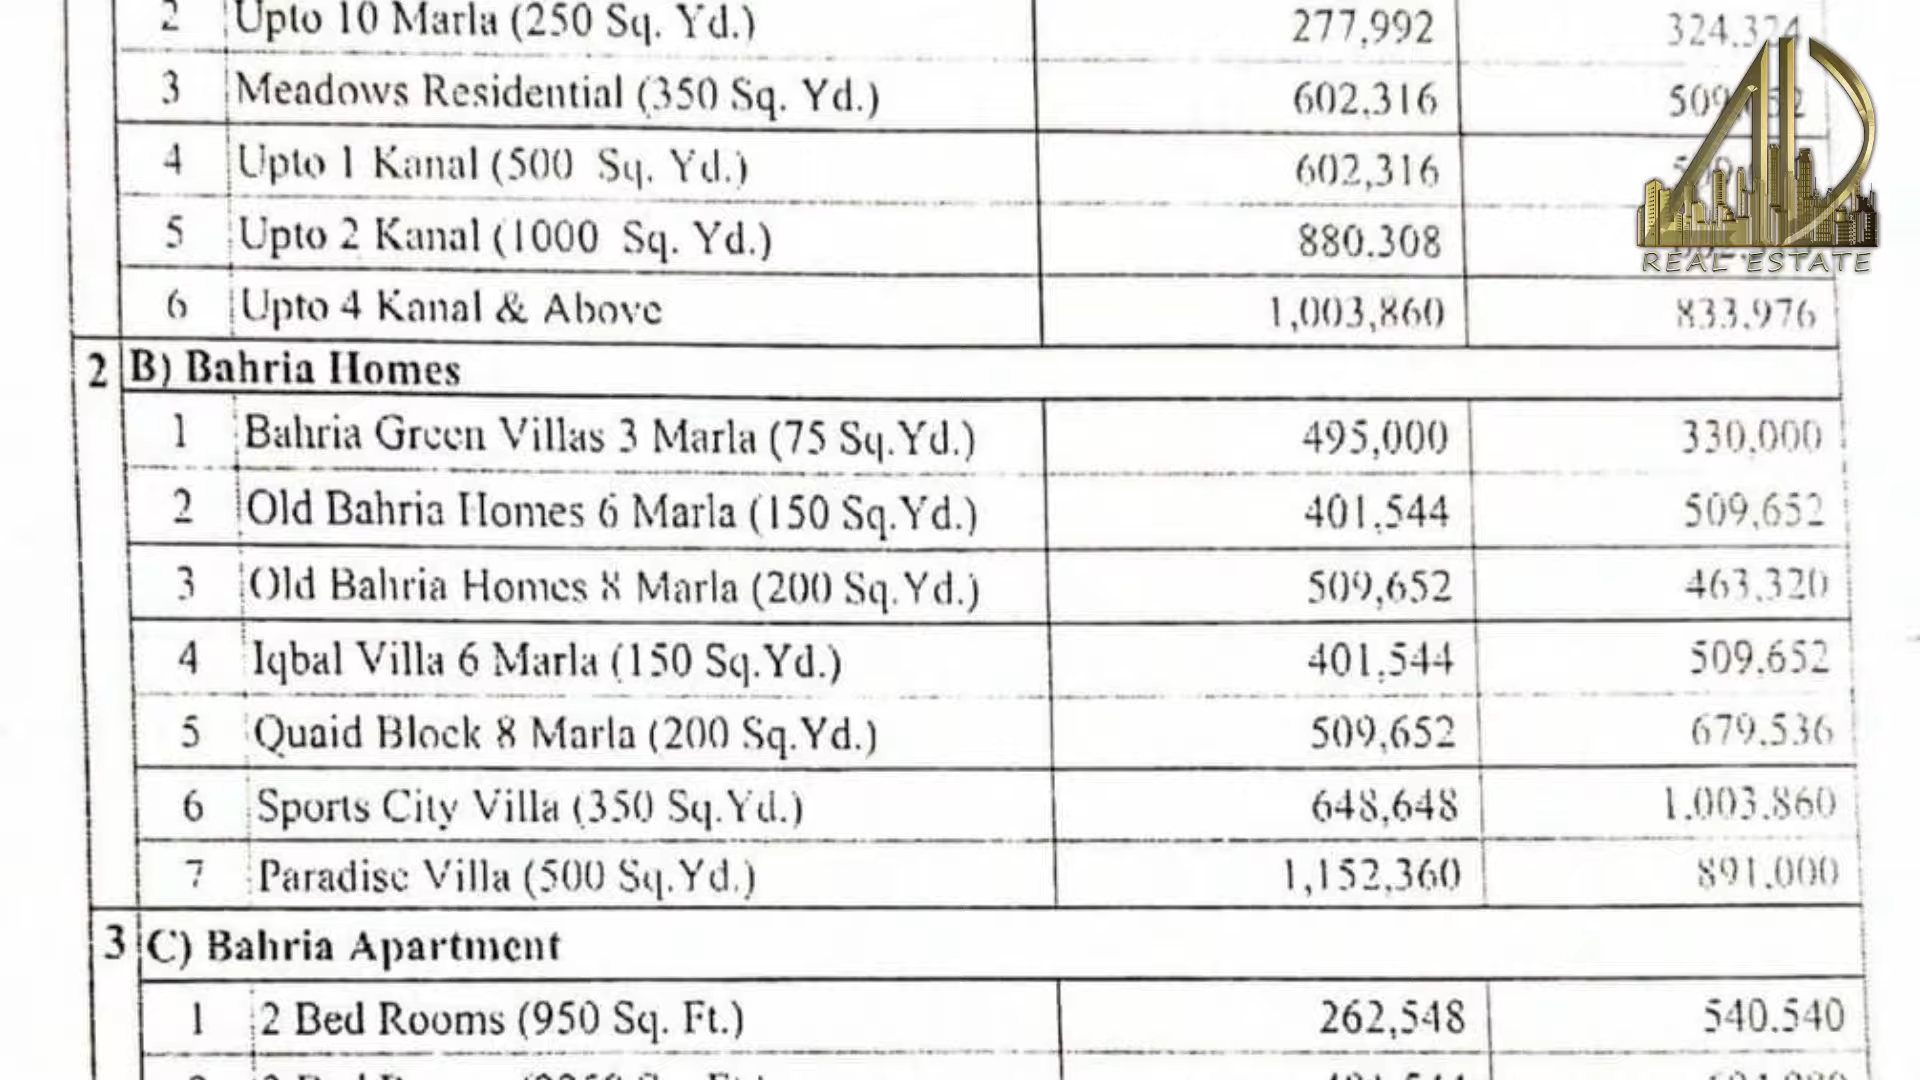 2 Upto 10 Marla (250 Sq. Yd.) 277,992 324,324
3 Meadows Residential (350 Sq. Yd.) 602,316
4 Upto 1 Kanal (500 Sq. Yd.) 602,316
5 Upto 2 Kanal (1000 Sq. Yd.) 880.308
REAL ESTATE
6 Upto 4 Kanal & Above 1,003,860 833,976
2 B) Bahria Homes
1 Bahria Green Villas 3 Marla (75 Sq.Yd.) 495,000 330,000
2 Old Bahria Homes 6 Marla (150 Sq.Yd.) 401,544 509,652
3 Old Bahria Homes 8 Marla (200 Sq.Yd.) 509,652 463,320
4 Iqbal Villa 6 Marla (150 Sq.Yd.) 401,544 509.652
5 Quaid Block 8 Marla (200 Sq.Yd.) 509,652 679.536
6 Sports City Villa (350 Sq.Yd.) 648,648 1,003,860
7 Paradise Villa (500 Sq.Yd.) 1,152,360 891,000
3 C) Bahria Apartment
1 2 Bed Rooms (950 Sq. Ft.) 262,548 540.540